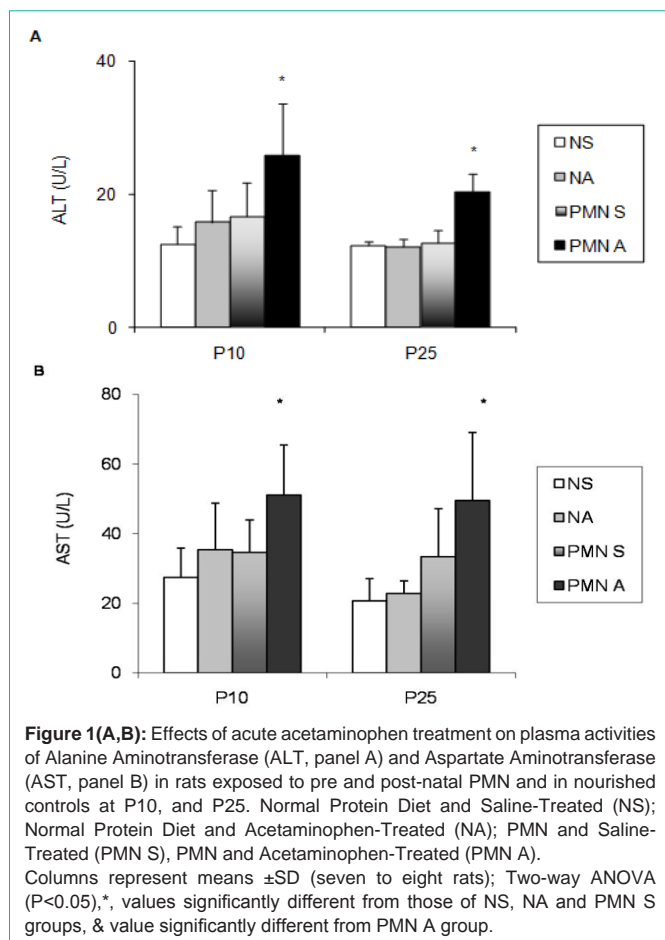 A
40
*
*
ALT (U/L)
20
0
P10
P25
NS
NA
PMN S
PMN A
B
80
*
*
60
AST (U/L)
40
20
0
P10
P25
NS
NA
PMN S
PMN A
Figure 1(A,B): Effects of acute acetaminophen treatment on plasma activities
of Alanine Aminotransferase (ALT, panel A) and Aspartate Aminotransferase
(AST, panel B) in rats exposed to pre and post-natal PMN and in nourished
controls at P10, and P25. Normal Protein Diet and Saline-Treated (NS);
Normal Protein Diet and Acetaminophen-Treated (NA); PMN and Saline-
Treated (PMN S), PMN and Acetaminophen-Treated (PMN A).
Columns represent means ±SD (seven to eight rats); Two-way ANOVA
(P<0.05),*, values significantly different from those of NS, NA and PMN S
groups, & value significantly different from PMN A group.